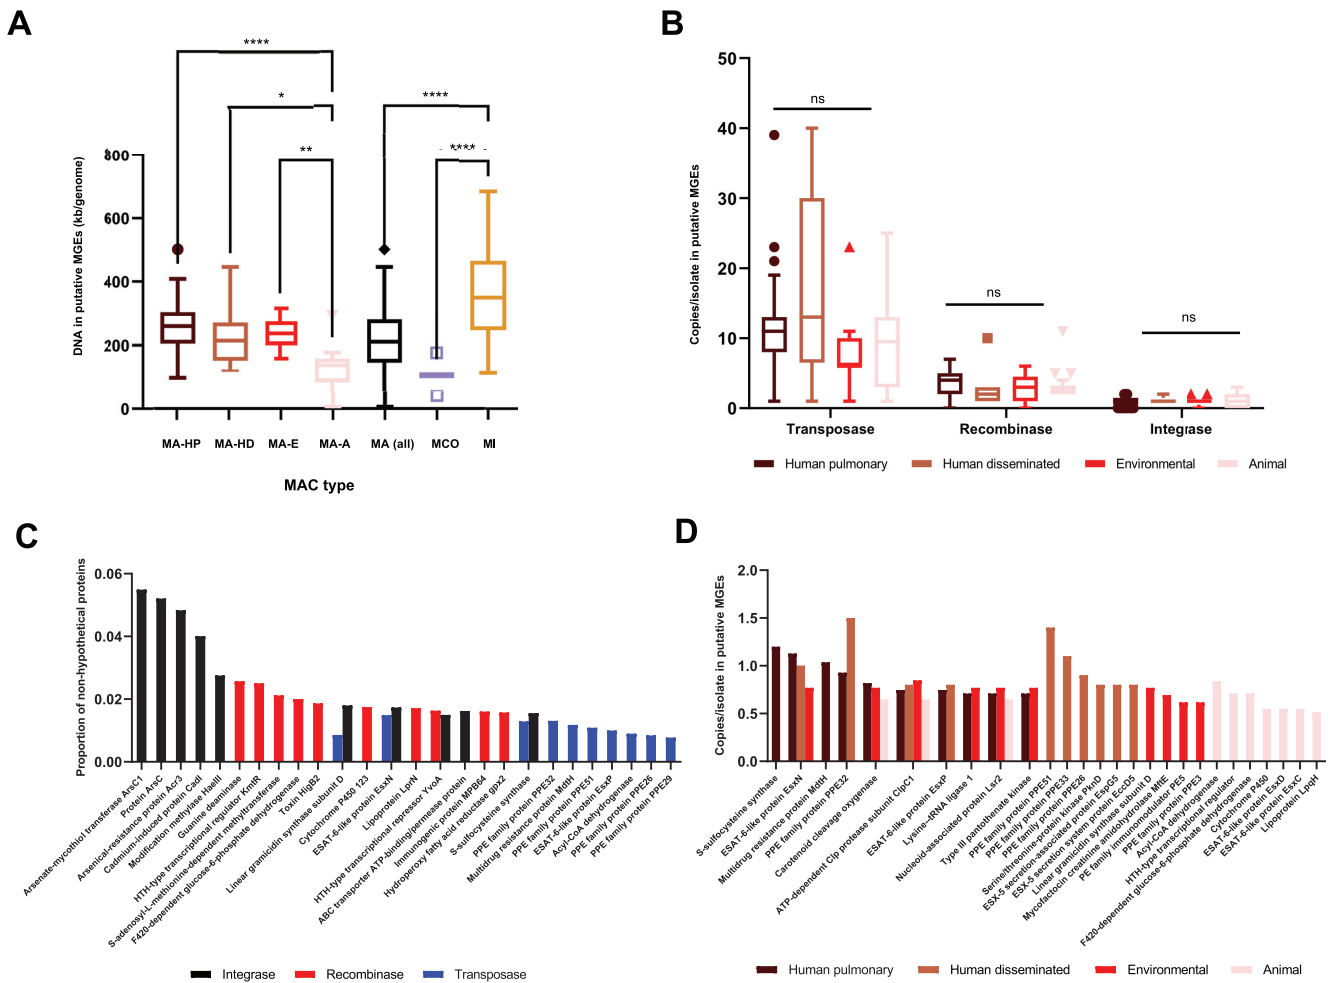 A
****
*
**
****
****
DNA in putative MGEs (kb/genome)
800
600
400
200
0
MA-HP
MA-HD
MA-E
MA-A
MA (all)
MCO
MI
MAC type
B
Copies/isolate in putative MGEs
50
40
30
20
10
0
ns
ns
ns
Transposase
Recombinase
Integrase
Human pulmonary
Human disseminated
Environmental
Animal
C
Proportion of non-hypothetical proteins
0.06
0.04
0.02
0.00
Arsenate-mycothiol transferase ArsC1
Protein ArsC
Arsenical-resistance protein Acr3
Cadmium-induced protein CadI
Modification methylase HaeIII
Guanine deaminase
HTH-type transcriptional regulator KmtR
S-adenosyl-L-methionine-dependent methyltransferase
F420-dependent glucose-6-phosphate dehydrogenase
Toxin HigB2
Linear gramicidin synthase subunit D
Cytochrome P450 123
ESAT-6-like protein EsxN
Lipoprotein LprN
HTH-type transcriptional repressor YvoA
ABC transporter ATP-binding/permease protein
Immunogenic protein MPB64
Hydroperoxy fatty acid reductase gpx2
S-sulfocysteine synthase
PPE family protein PPE32
Multidrug resistance protein MdtH
PPE family protein PPE51
ESAT-6-like protein EsxP
Acyl-CoA dehydrogenase
PPE family protein PPE26
PPE family protein PPE29
Integrase
Recombinase
Transposase
D
Copies/isolate in putative MGEs
2.0
1.5
1.0
0.5
0.0
S-sulfocysteine synthase
ESAT-6-like protein EsxN
Multidrug resistance protein MdtH
PPE family protein PPE32
Carotenoid cleavage oxygenase
ATP-dependent Clp protease subunit ClpC1
ESAT-6-like protein EsxP
Lysine--tRNA ligase 1
Nucleoid-associated protein Lsr2
Type III pantothenate kinase
PPE family protein PPE51
PPE family protein PPE33
PPE family protein PPE26
Serine/threonine-protein kinase PknD
ESX-5 secretion-associated protein EspG5
ESX-5 secretion system protein EccD5
Linear gramicidin synthase subunit D
Mycofactocin creatinine amidohydrolase MftE
PE family immunomodulator PE5
PPE family protein PPE3
Acyl-CoA dehydrogenase
HTH-type transcriptional regulator
F420-dependent glucose-6-phosphate dehydrogenase
Cytochrome P450
ESAT-6-like protein EsxD
ESAT-6-like protein EsxC
Lipoprotein LpqH
Human pulmonary
Human disseminated
Environmental
Animal